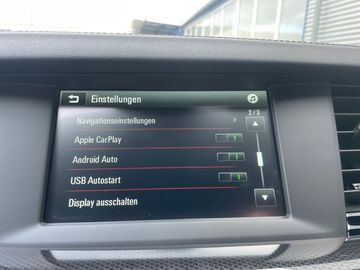 Einstellungen
2/3
Navigationseinstellungen
Apple CarPlay
Android Auto
USB Autostart
Display ausschalten